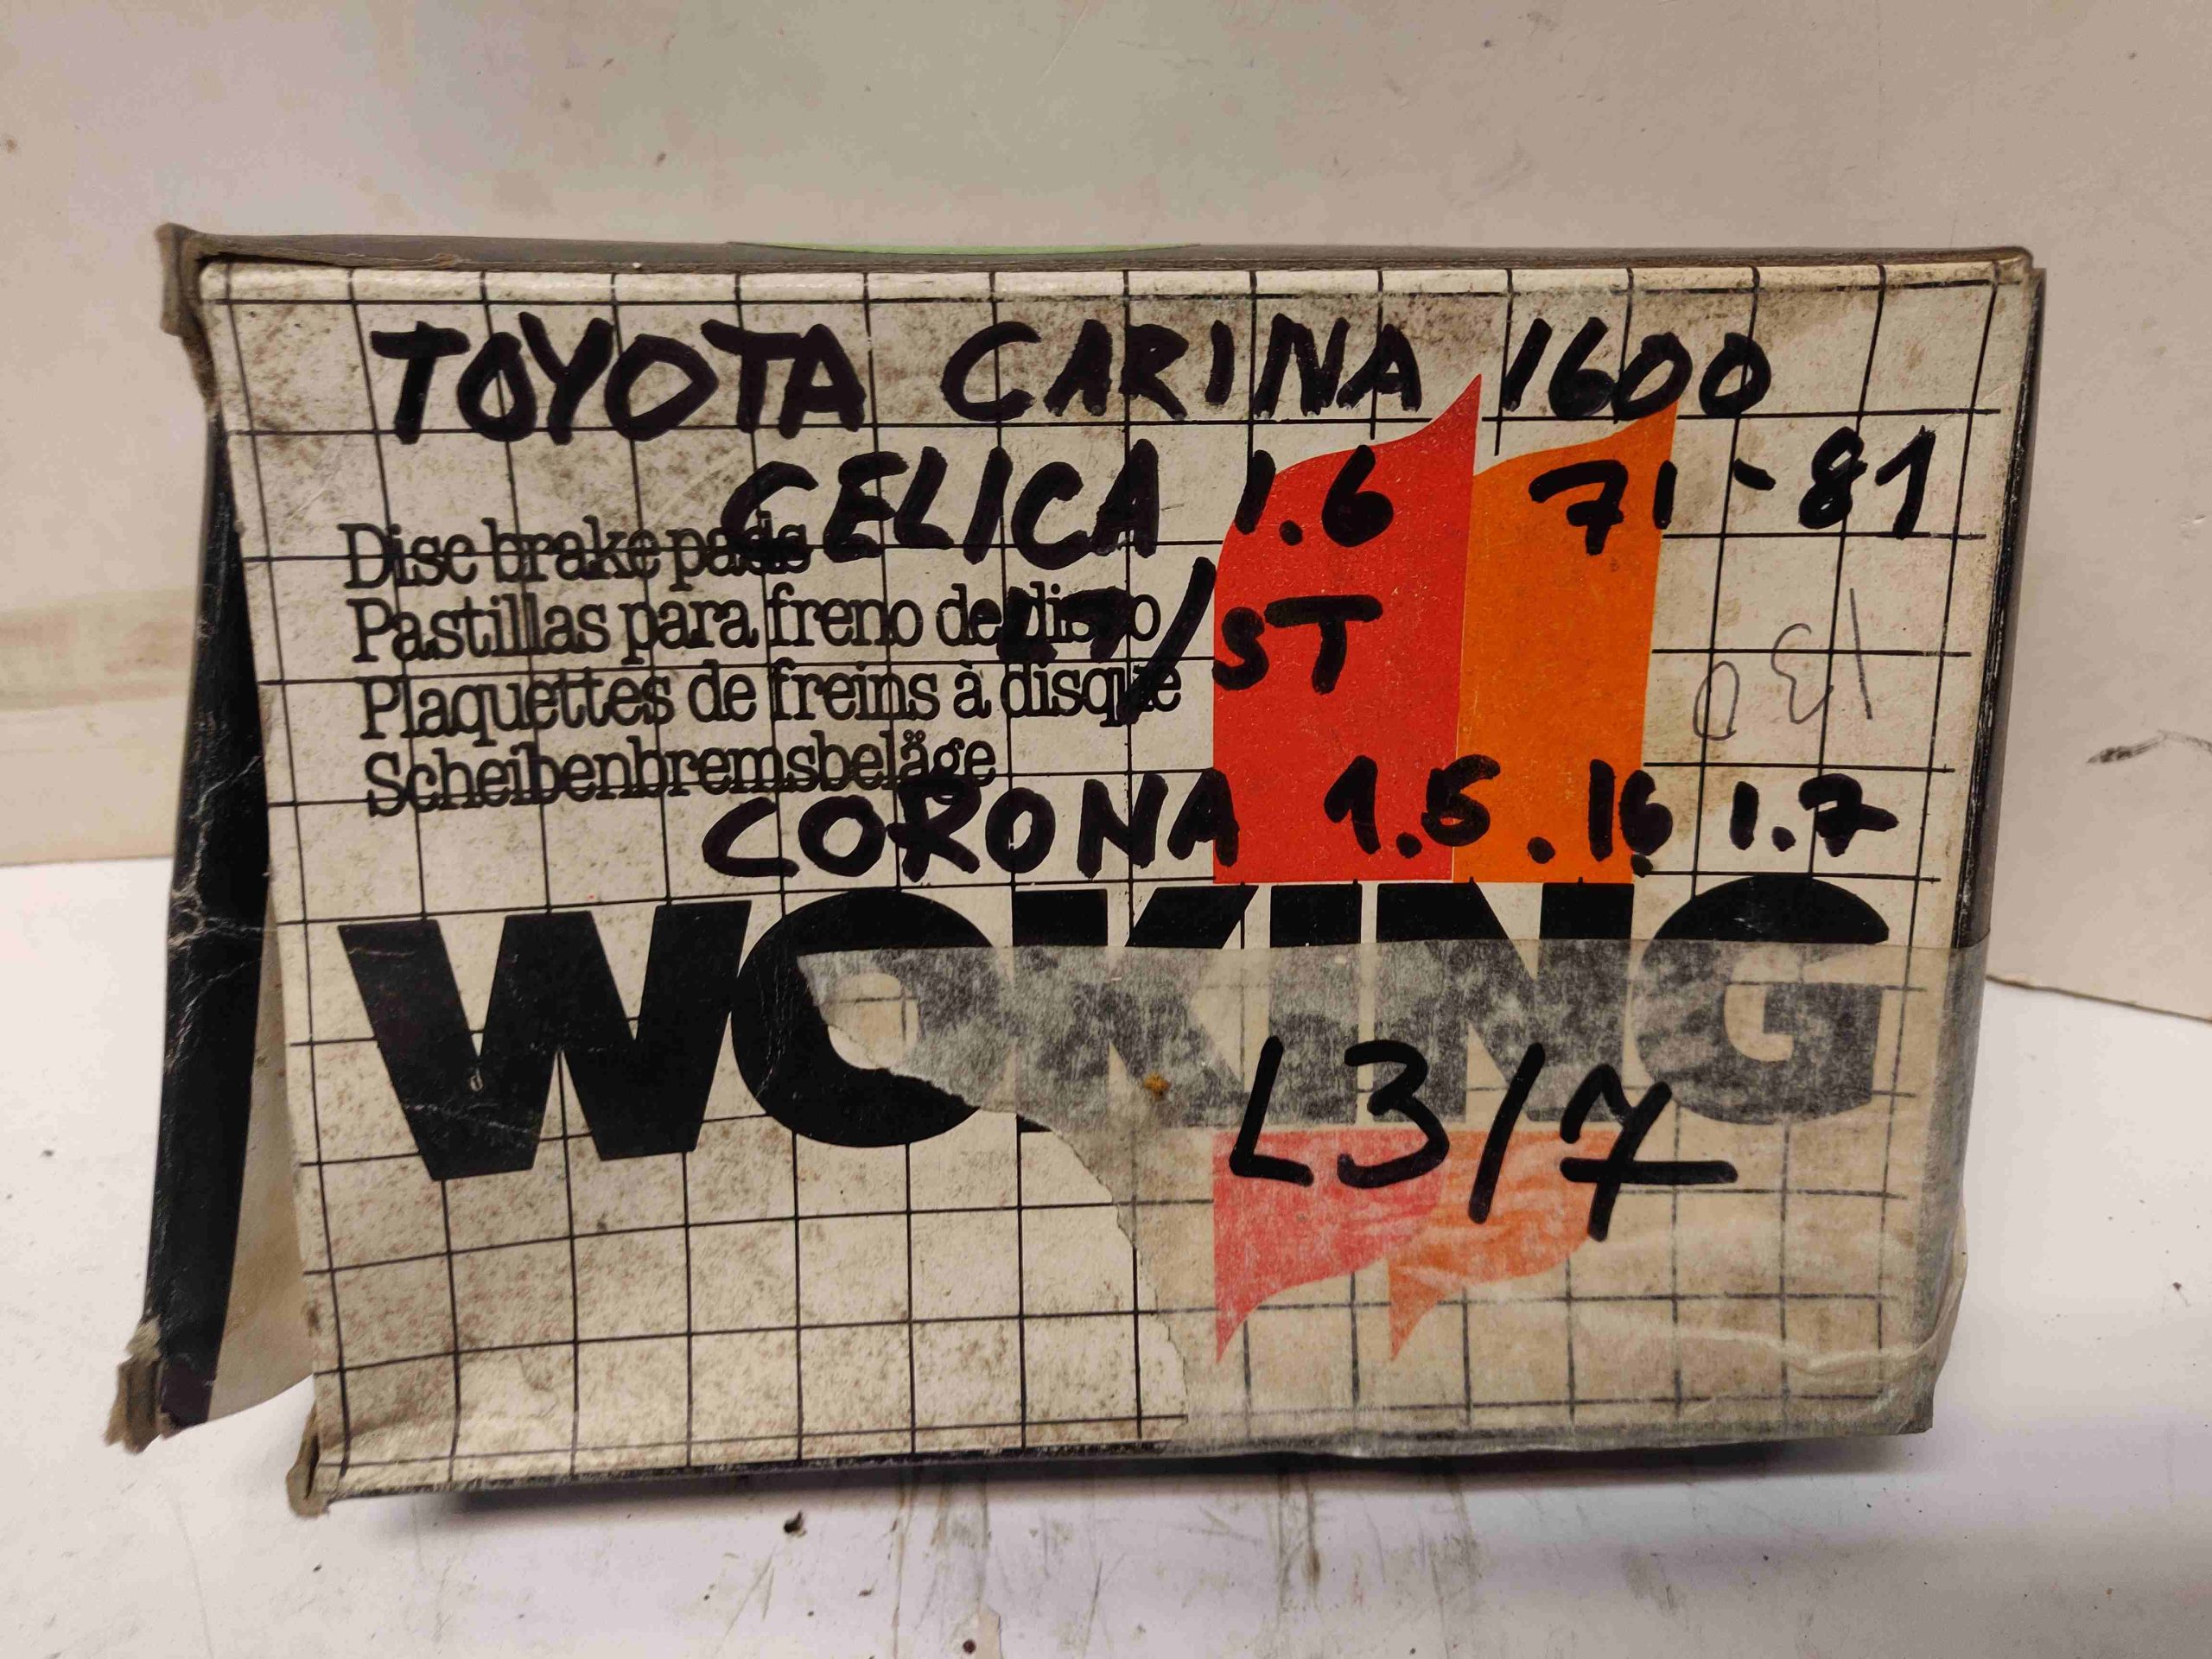 TOYOTA CARINA 1600
CELICA 1.6 71-81
Disc brake pads
Pastillas para freno de disco
LT/ST
Plaquettes de freins à disque
Scheibenbremsbeläge
CORONA 1.5 .16 1.7
WOKING
L3/7